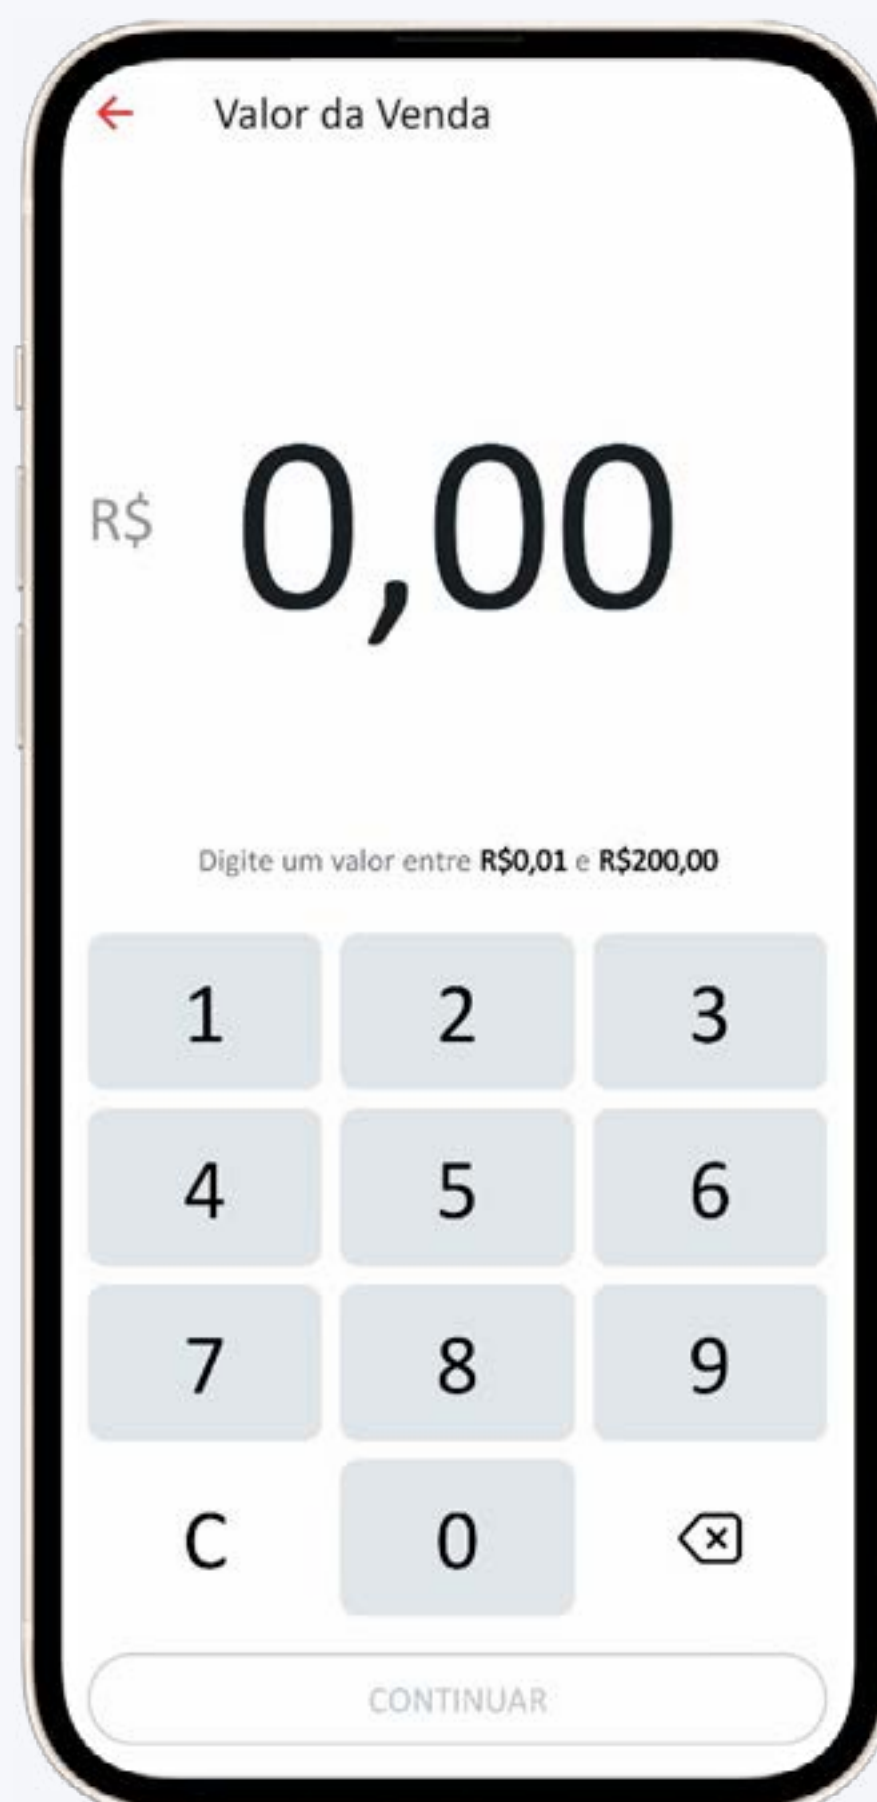 Valor da Venda
R$ 0,00
Digite um valor entre R$0,01 e R$200,00
1 2 3
4 5 6
7 8 9
C 0
CONTINUAR